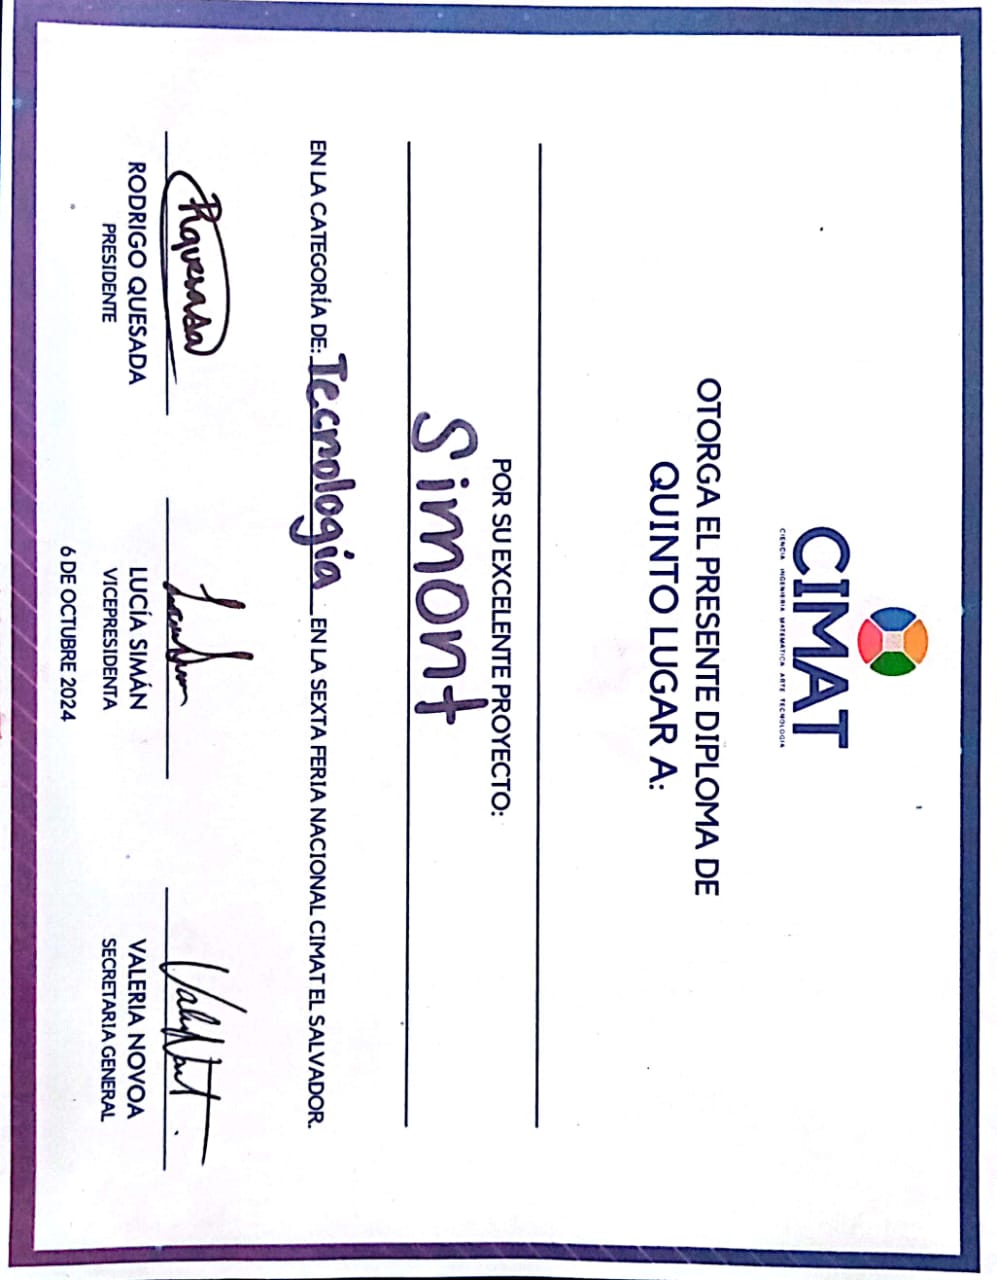 CIMAT
CIENCIA INGENIERIA MATEMATICA ARTE TECNOLOGIA
OTORGA EL PRESENTE DIPLOMA DE
QUINTO LUGAR A:
POR SU EXCELENTE PROYECTO:
Simont
EN LA CATEGORÍA DE: Tecnología EN LA SEXTA FERIA NACIONAL CIMAT EL SALVADOR.
RQuesada
RODRIGO QUESADA LUCÍA SIMÁN VALERIA NOVOA
PRESIDENTE VICEPRESIDENTA SECRETARIA GENERAL
6 DE OCTUBRE 2024